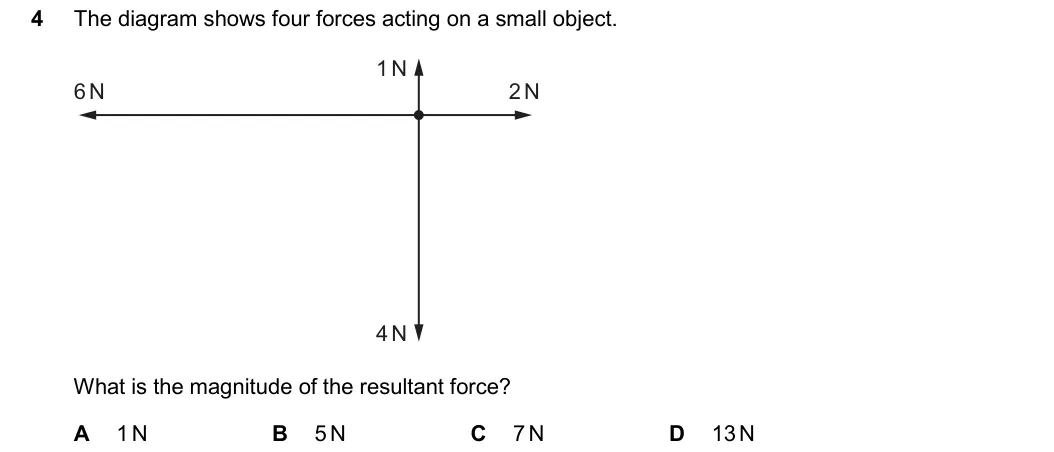 4 The diagram shows four forces acting on a small object.
1 N
6 N
2 N
4 N
What is the magnitude of the resultant force?
A 1 N B 5 N C 7 N D 13 N